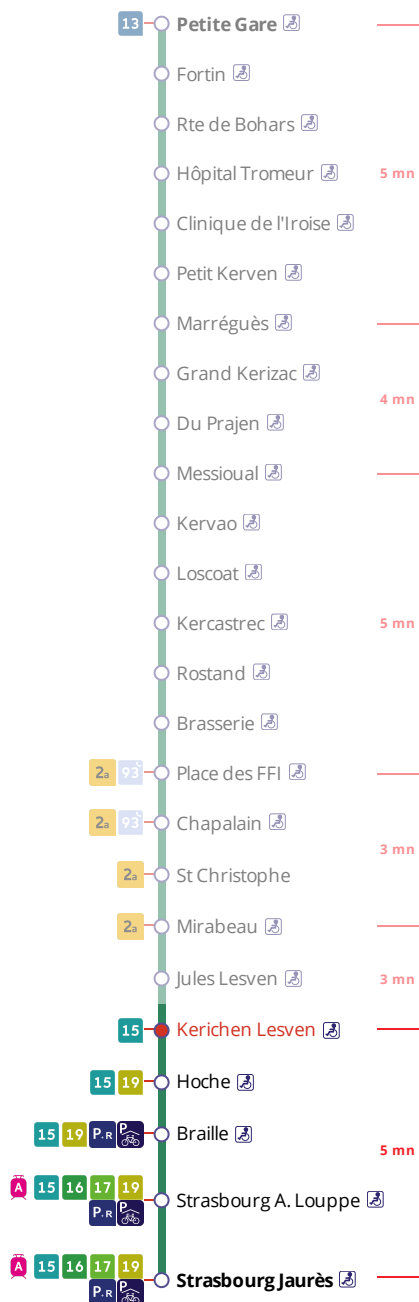 13 Petite Gare
Fortin
Rte de Bohars
Hôpital Tromeur 5 mn
Clinique de l'Iroise
Petit Kerven
Marréguès
Grand Kerizac
4 mn
Du Prajen
Messioual
Kervao
Loscoat
Kercastrec 5 mn
Rostand
Brasserie
2a 93 Place des FFI
2a 93 Chapalain
3 mn
2a St Christophe
2a Mirabeau
Jules Lesven 3 mn
15 Kerichen Lesven
15 19 Hoche
15 19 P+R P Braille
5 mn
A 15 16 17 19
Strasbourg A. Louppe
P+R P
A 15 16 17 19
Strasbourg Jaurès
P+R P